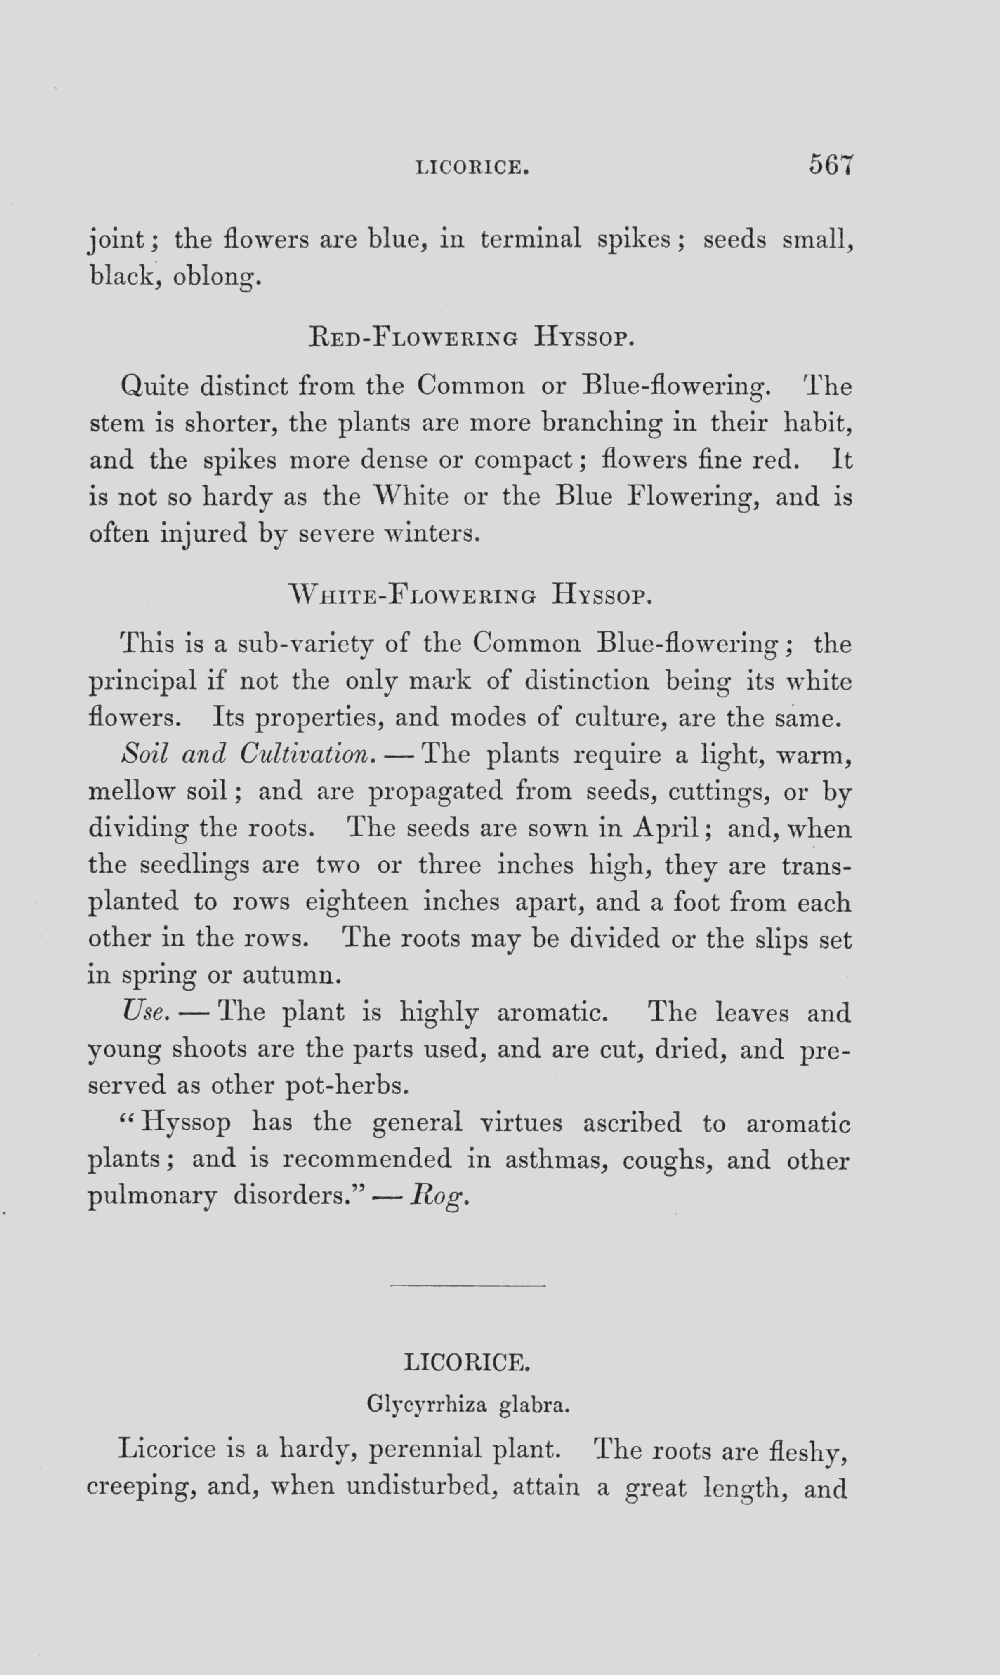 LICORICE. 567
joint; the flowers are blue, in terminal spikes; seeds small,
black, oblong.
RED-FLOWERING HYSSOP.
Quite distinct from the Common or Blue-flowering. The
stem is shorter, the plants are more branching in their habit,
and the spikes more dense or compact; flowers fine red. It
is not so hardy as the White or the Blue Flowering, and is
often injured by severe winters.
WHITE-FLOWERING HYSSOP.
This is a sub-variety of the Common Blue-flowering; the
principal if not the only mark of distinction being its white
flowers. Its properties, and modes of culture, are the same.
Soil and Cultivation. — The plants require a light, warm,
mellow soil; and are propagated from seeds, cuttings, or by
dividing the roots. The seeds are sown in April; and, when
the seedlings are two or three inches high, they are trans-
planted to rows eighteen inches apart, and a foot from each
other in the rows. The roots may be divided or the slips set
in spring or autumn.
Use. — The plant is highly aromatic. The leaves and
young shoots are the parts used, and are cut, dried, and pre-
served as other pot-herbs.
“Hyssop has the general virtues ascribed to aromatic
plants; and is recommended in asthmas, coughs, and other
pulmonary disorders.” — Rog.
LICORICE.
Glycyrrhiza glabra.
Licorice is a hardy, perennial plant. The roots are fleshy,
creeping, and, when undisturbed, attain a great length, and